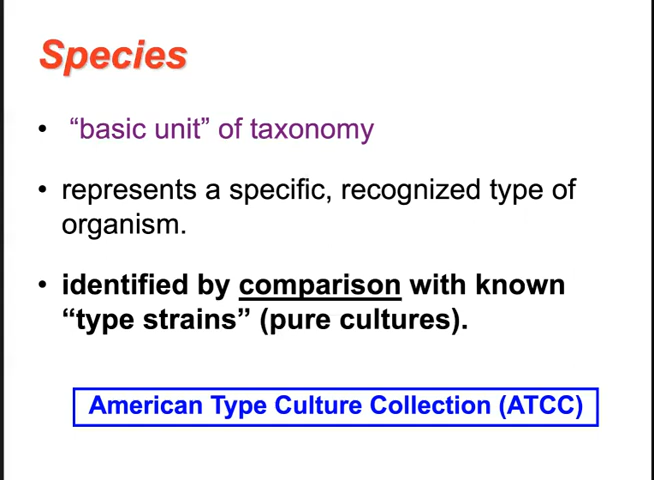 Species
• “basic unit” of taxonomy
• represents a specific, recognized type of
organism.
• identified by comparison with known
“type strains” (pure cultures).
American Type Culture Collection (ATCC)